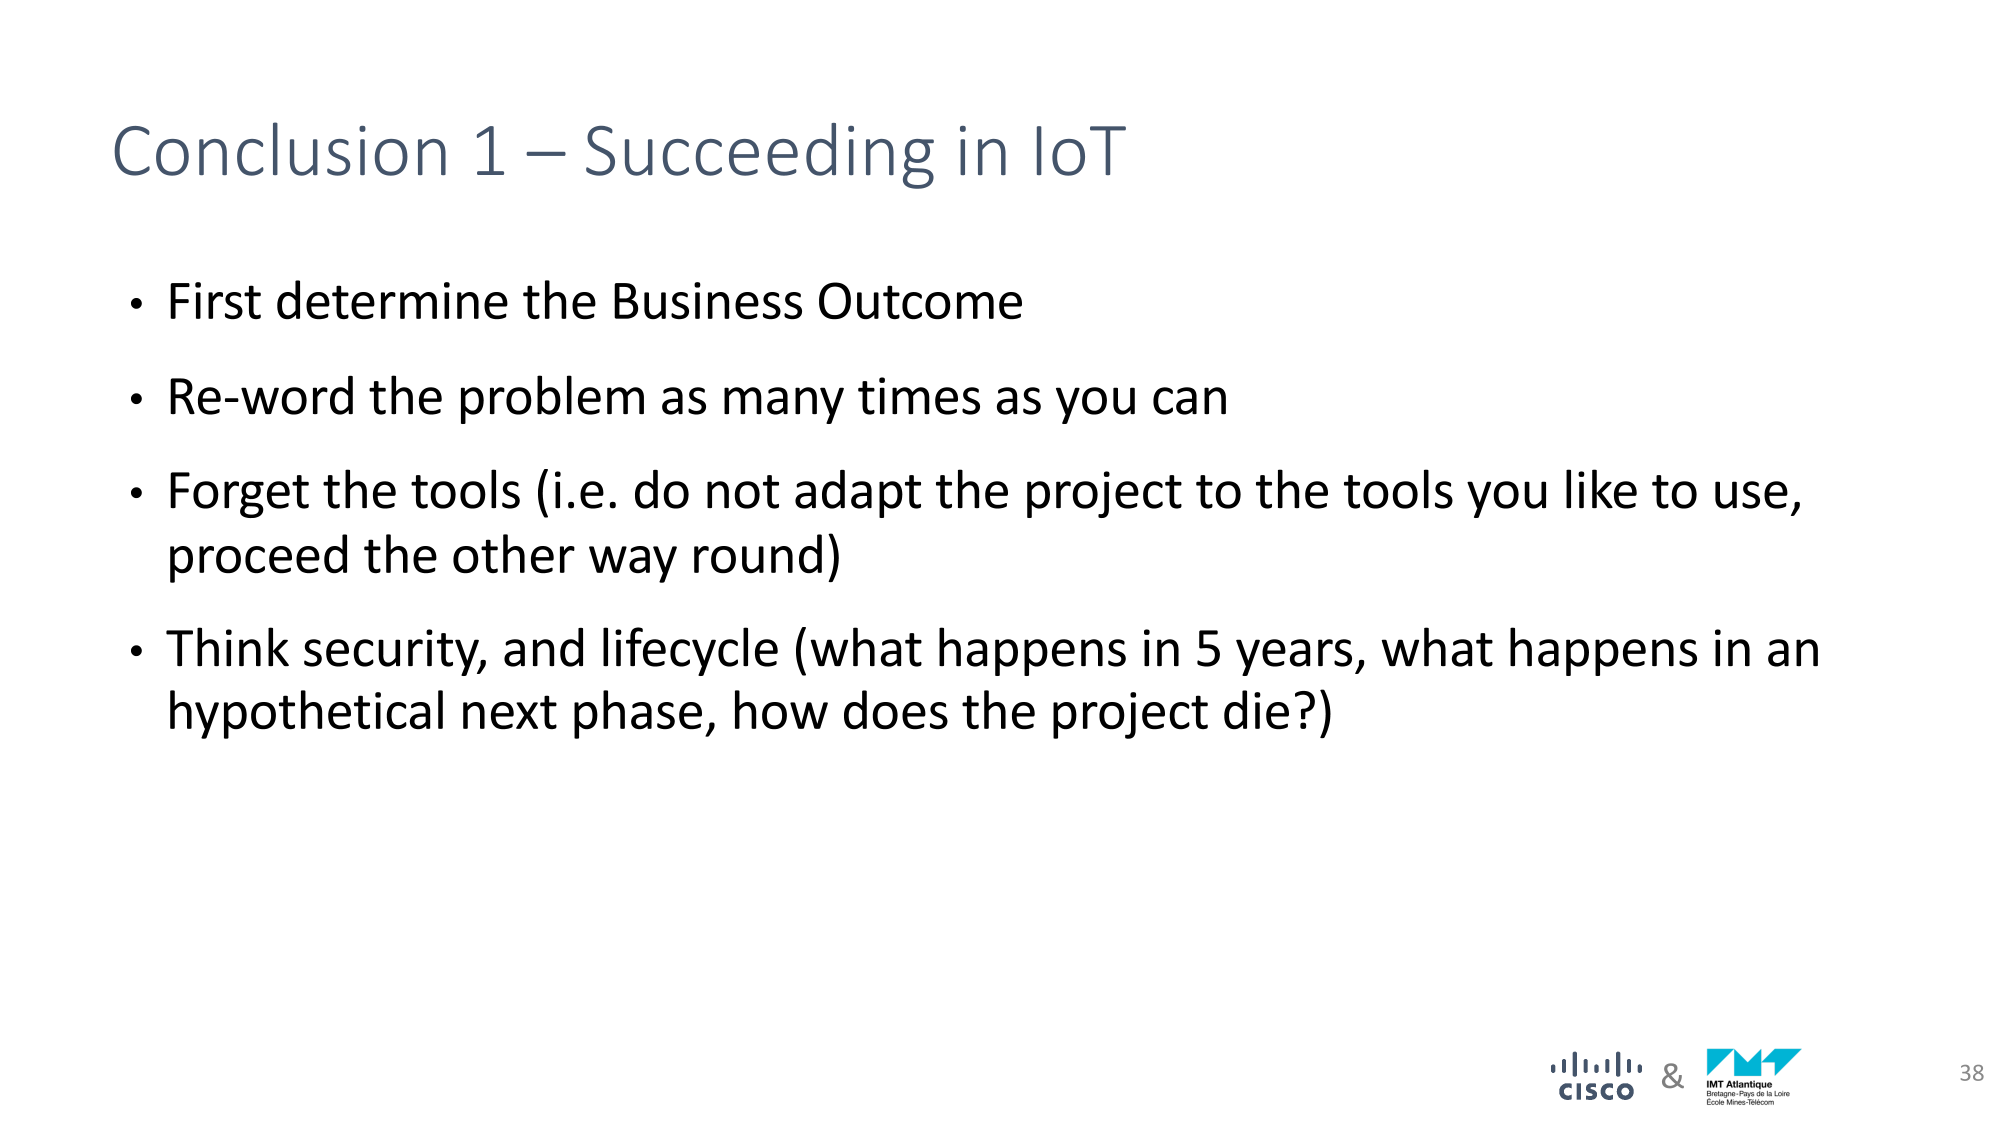 Conclusion 1 – Succeeding in IoT
• First determine the Business Outcome
• Re-word the problem as many times as you can
• Forget the tools (i.e. do not adapt the project to the tools you like to use,
proceed the other way round)
• Think security, and lifecycle (what happens in 5 years, what happens in an
hypothetical next phase, how does the project die?)
CISCO & IMT Atlantique
Bretagne-Pays de la Loire
École Mines-Télécom
38